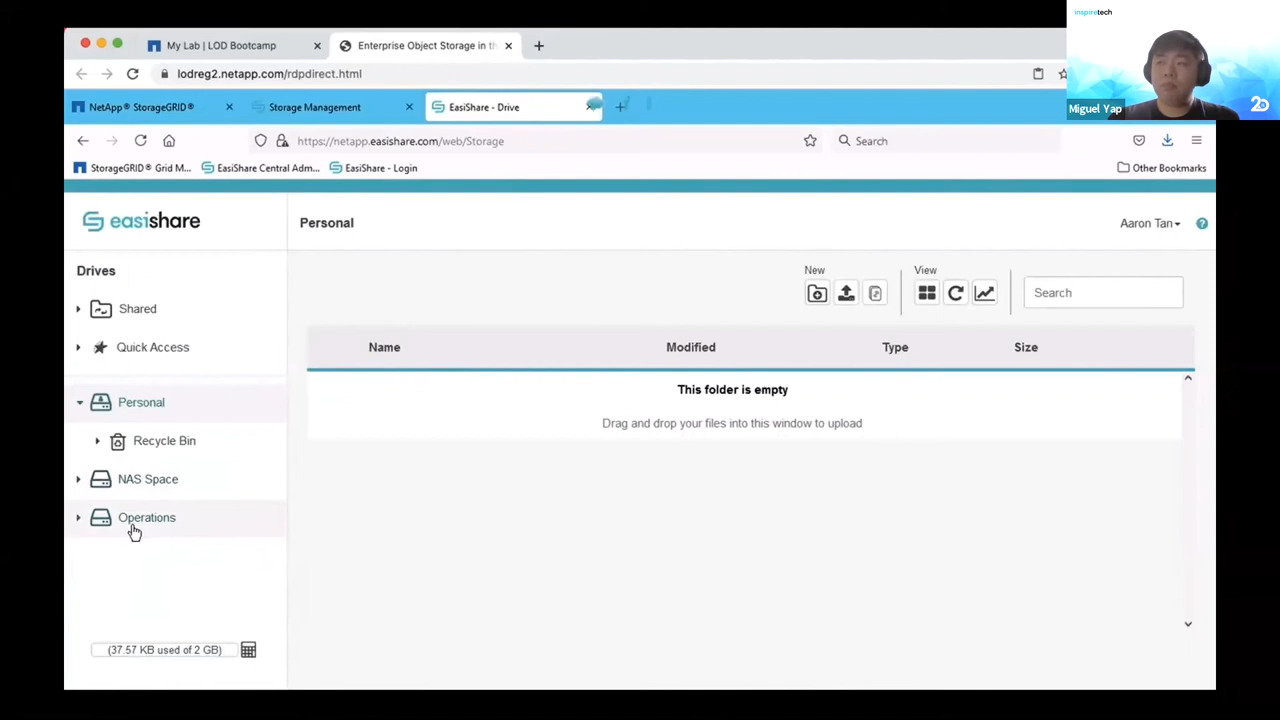 inspiretech
My Lab | LOD Bootcamp
Enterprise Object Storage in th
lodreg2.netapp.com/rdpdirect.html
Miguel Yap
NetApp® StorageGRID®
Storage Management
EasiShare - Drive
https://netapp.easishare.com/web/Storage
Search
StorageGRID® Grid M...
EasiShare Central Adm...
EasiShare - Login
Other Bookmarks
easishare
Personal
Aaron Tan
Drives
New
View
Shared
Search
Quick Access
Name
Modified
Type
Size
This folder is empty
Personal
Drag and drop your files into this window to upload
Recycle Bin
NAS Space
Operations
(37.57 KB used of 2 GB)